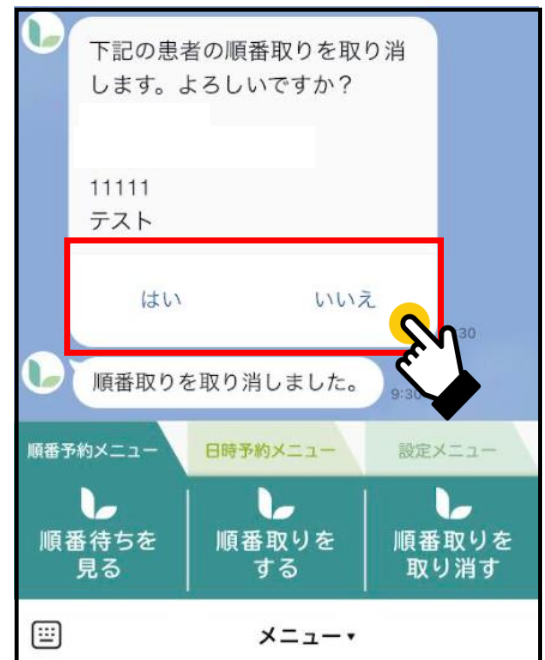 下記の患者の順番取りを取り消
します。よろしいですか？
11111
テスト
はい いいえ
30
順番取りを取り消しました。
9:30
順番予約メニュー 日時予約メニュー 設定メニュー
順番待ちを
見る
順番取りを
する
順番取りを
取り消す
メニュー▾